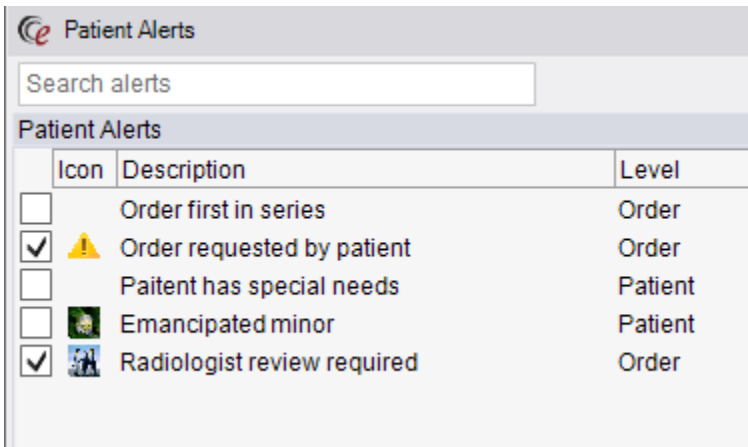 Patient Alerts
Search alerts
Patient Alerts
Icon Description Level
Order first in series Order
Order requested by patient Order
Paitent has special needs Patient
Emancipated minor Patient
Radiologist review required Order